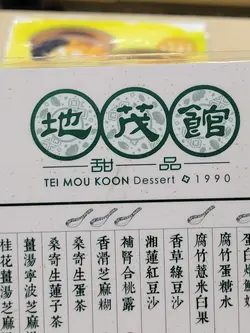 地茂館
甜品
TEI MOU KOON Dessert 1990
腐竹蛋糖水
腐竹薏米白果
香草綠豆沙
湘蓮紅豆沙
補腎合桃露
香滑芝麻糊
桑寄生蛋茶
桑寄生蓮子茶
薑湯寧波芝麻
桂花薑湯芝麻